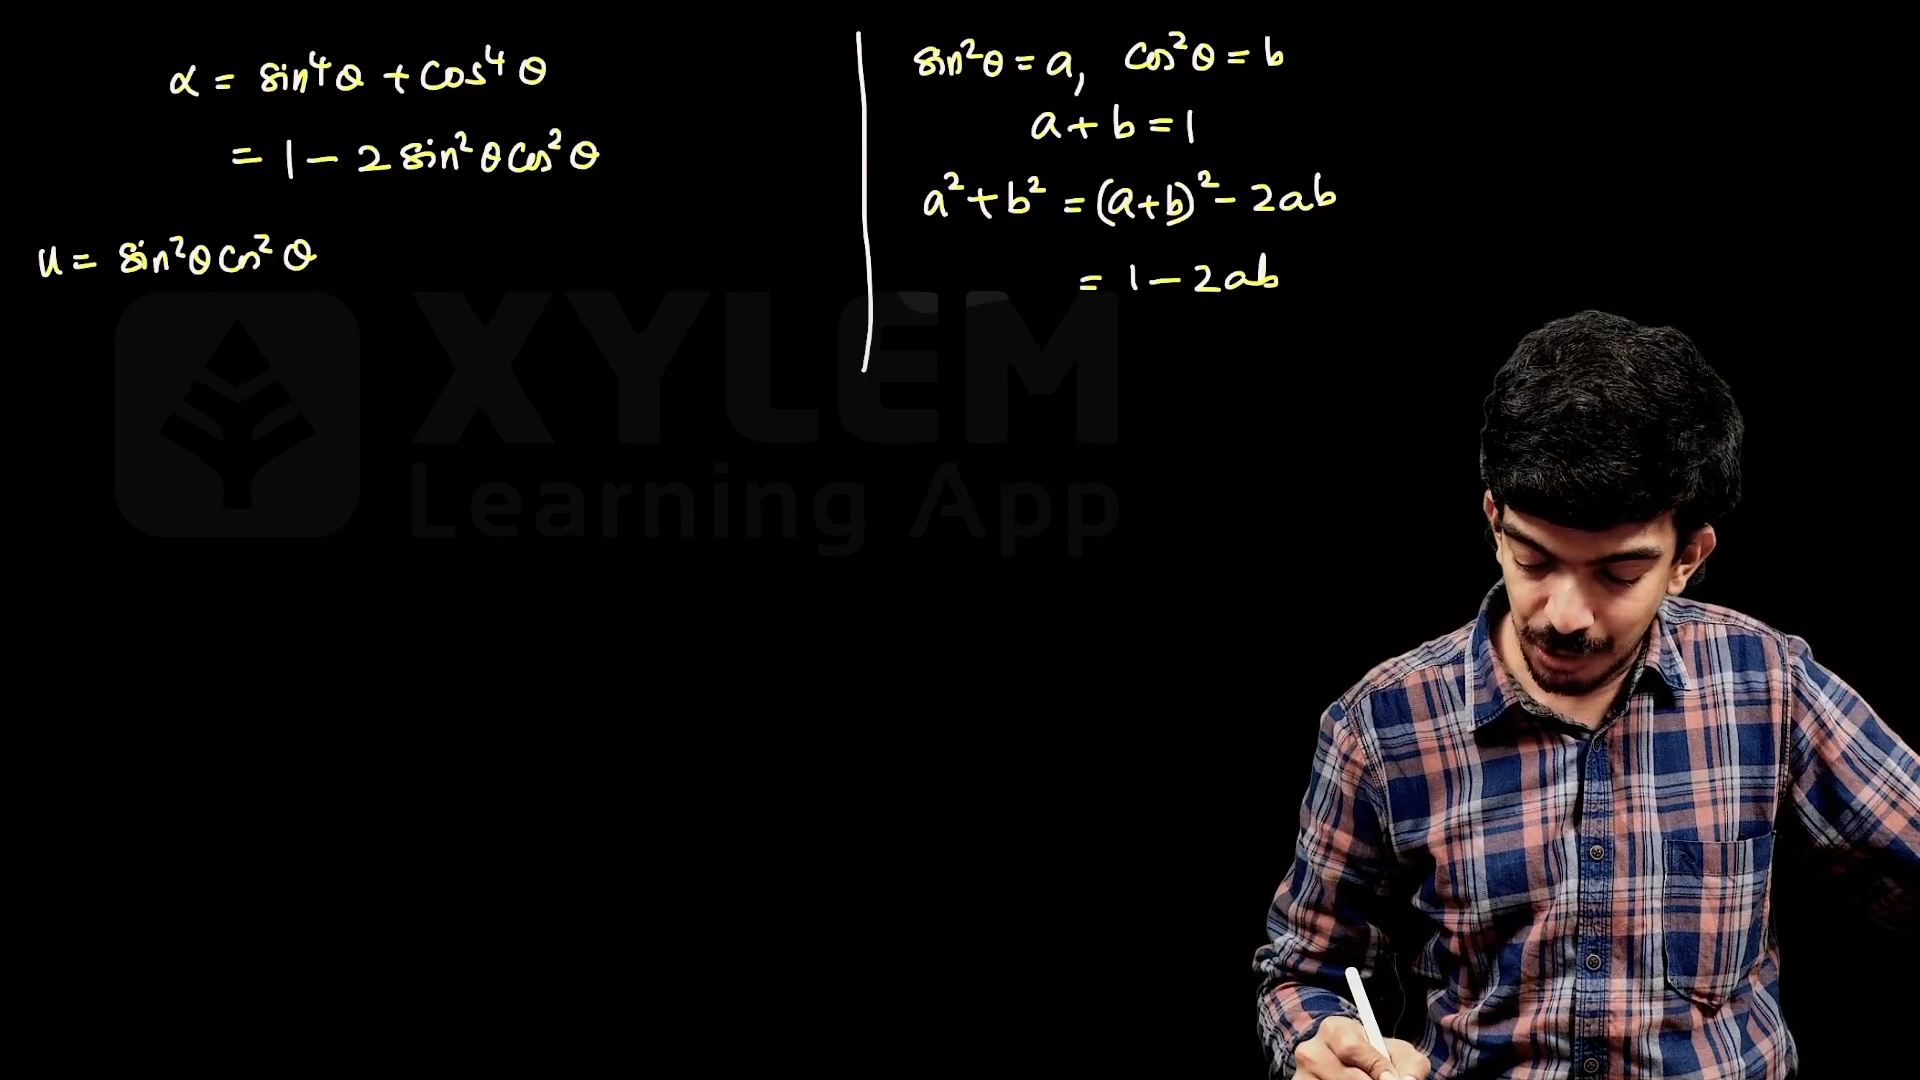 α = sin⁴θ + cos⁴θ
= 1 − 2 sin²θ cos²θ
u = sin²θ cos²θ
sin²θ = a, cos²θ = b
a + b = 1
a² + b² = (a+b)² − 2ab
= 1 − 2ab
XYLEM
Learning App